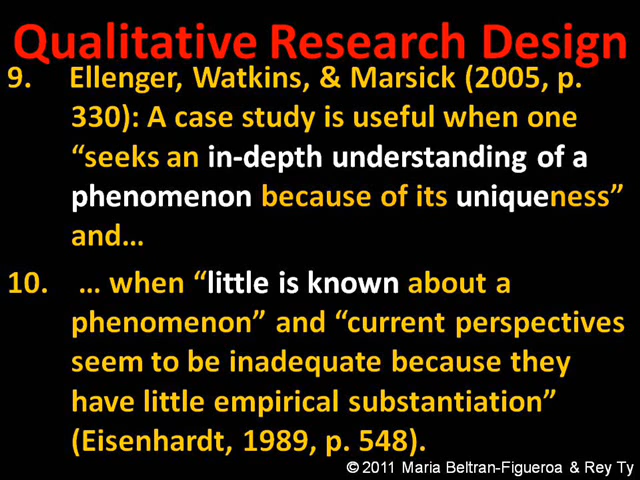 Qualitative Research Design
9. Ellenger, Watkins, & Marsick (2005, p.
330): A case study is useful when one
“seeks an in-depth understanding of a
phenomenon because of its uniqueness”
and…
10. … when “little is known about a
phenomenon” and “current perspectives
seem to be inadequate because they
have little empirical substantiation”
(Eisenhardt, 1989, p. 548).
© 2011 Maria Beltran-Figueroa & Rey Ty